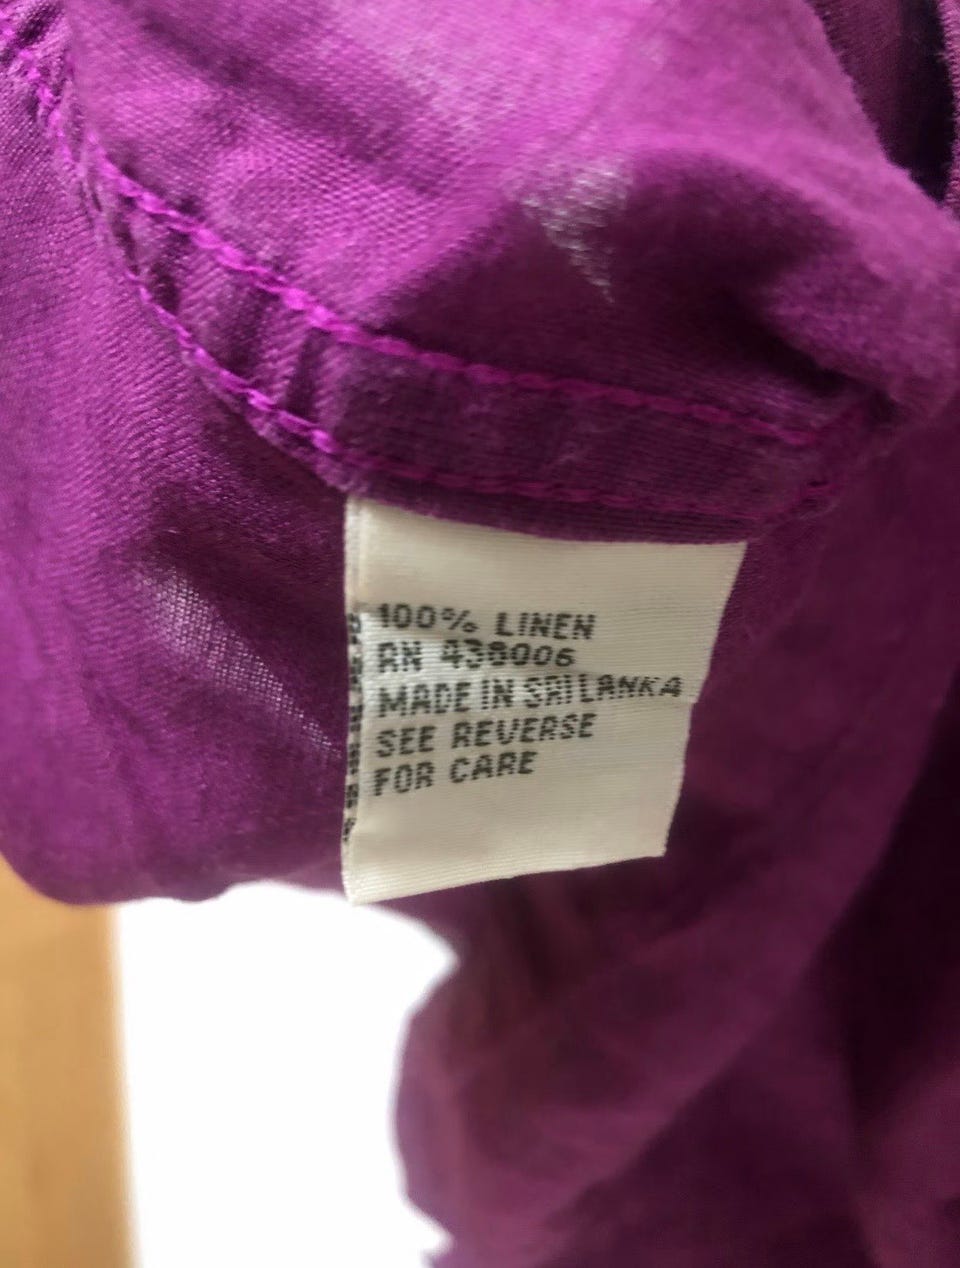 100% LINEN
RN 438006
MADE IN SRI LANKA
SEE REVERSE
FOR CARE